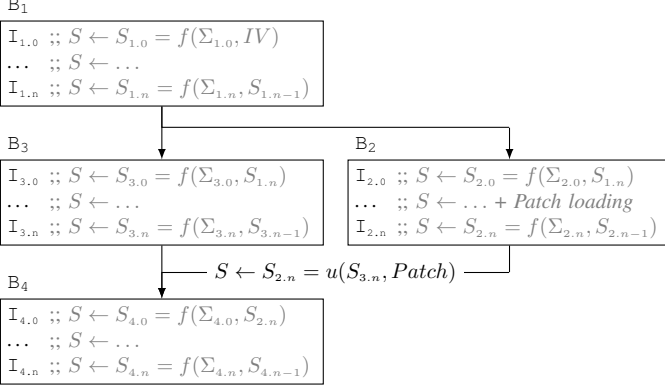 B₁
I₁.₀ ;; S ← S₁.₀ = f(Σ₁.₀, IV)
... ;; S ← ...
I₁.ₙ ;; S ← S₁.ₙ = f(Σ₁.ₙ, S₁.ₙ₋₁)
B₃
I₃.₀ ;; S ← S₃.₀ = f(Σ₃.₀, S₁.ₙ)
... ;; S ← ...
I₃.ₙ ;; S ← S₃.ₙ = f(Σ₃.ₙ, S₃.ₙ₋₁)
B₂
I₂.₀ ;; S ← S₂.₀ = f(Σ₂.₀, S₁.ₙ)
... ;; S ← ... + Patch loading
I₂.ₙ ;; S ← S₂.ₙ = f(Σ₂.ₙ, S₂.ₙ₋₁)
S ← S₂.ₙ = u(S₃.ₙ, Patch)
B₄
I₄.₀ ;; S ← S₄.₀ = f(Σ₄.₀, S₂.ₙ)
... ;; S ← ...
I₄.ₙ ;; S ← S₄.ₙ = f(Σ₄.ₙ, S₄.ₙ₋₁)